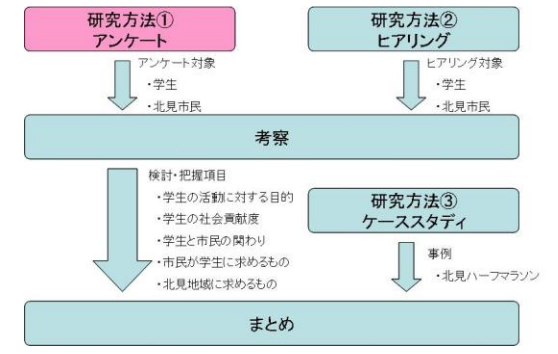 研究方法①
アンケート
研究方法②
ヒアリング
アンケート対象
・学生
・北見市民
ヒアリング対象
・学生
・北見市民
考察
検討・把握項目
・学生の活動に対する目的
・学生の社会貢献度
・学生と市民の関わり
・市民が学生に求めるもの
・北見地域に求めるもの
研究方法③
ケーススタディ
事例
・北見ハーフマラソン
まとめ